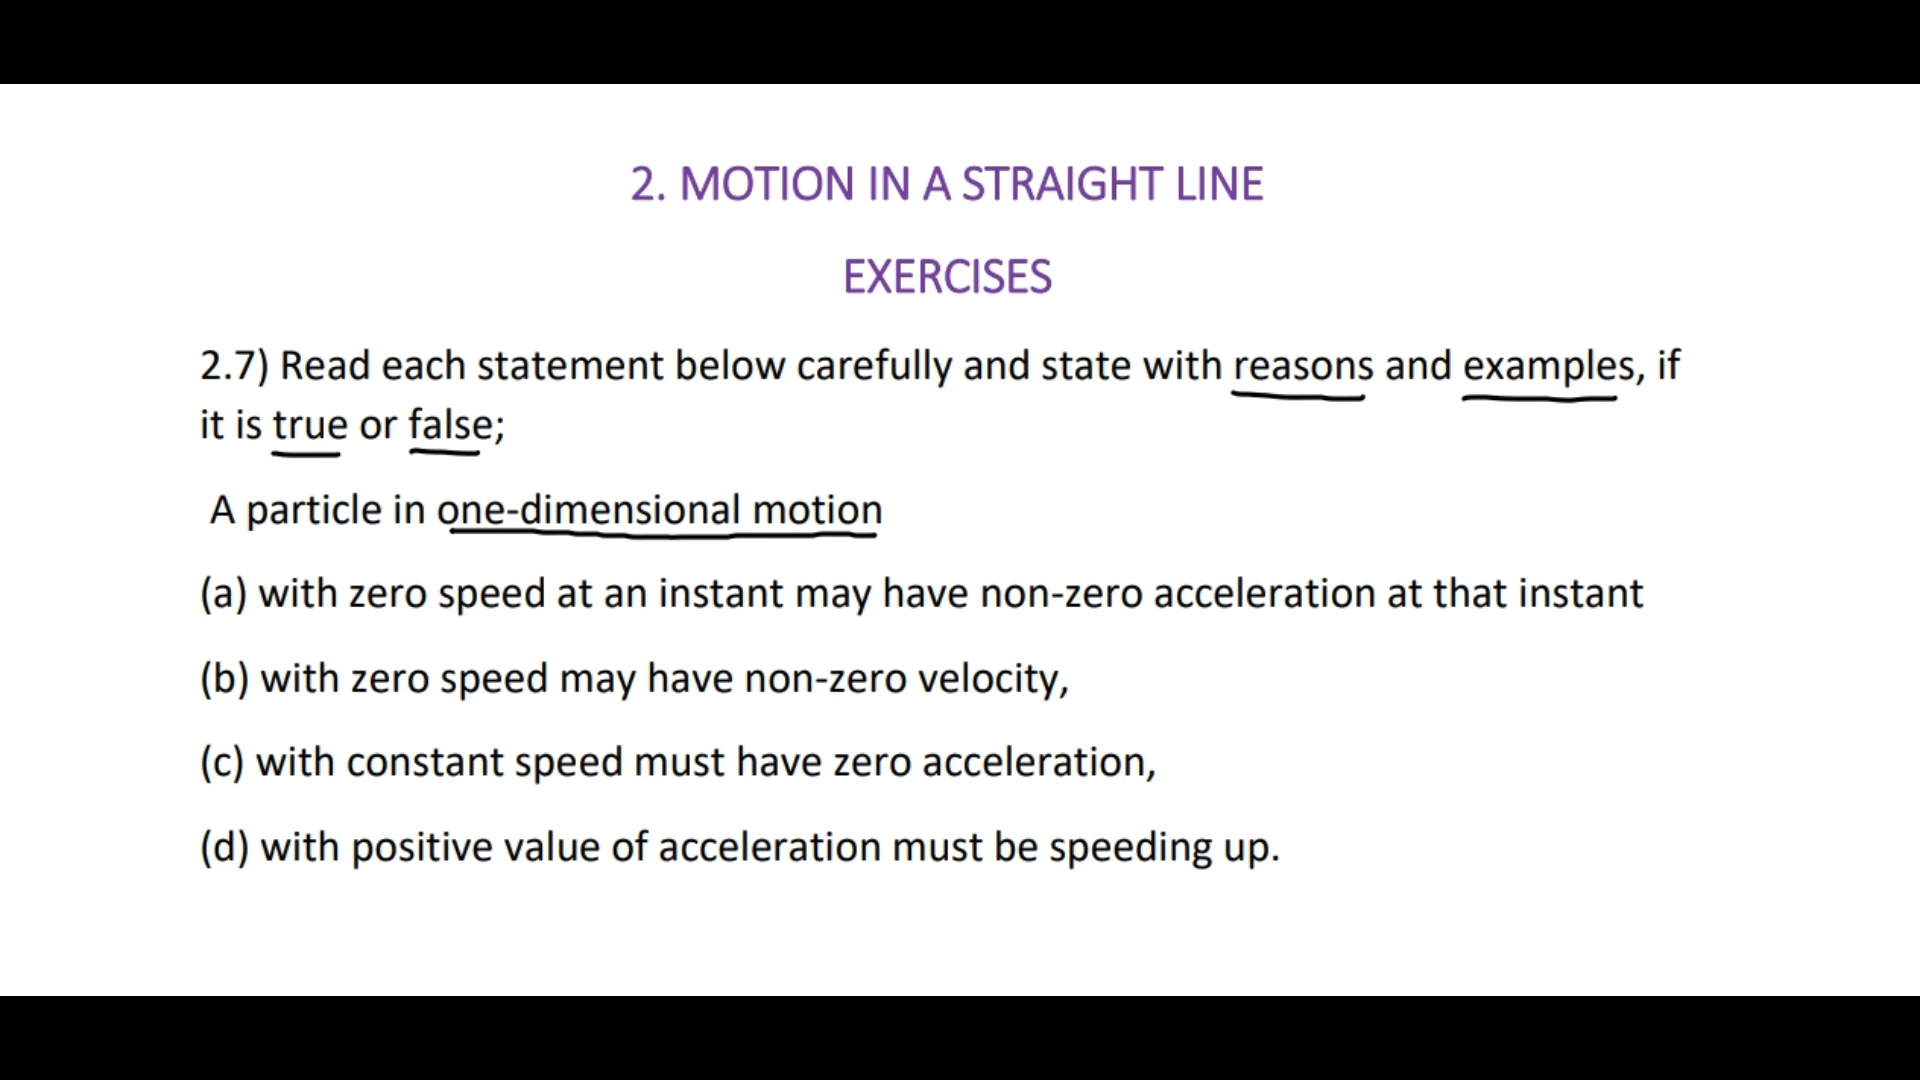 2. MOTION IN A STRAIGHT LINE
EXERCISES
2.7) Read each statement below carefully and state with reasons and examples, if
it is true or false;
A particle in one-dimensional motion
(a) with zero speed at an instant may have non-zero acceleration at that instant
(b) with zero speed may have non-zero velocity,
(c) with constant speed must have zero acceleration,
(d) with positive value of acceleration must be speeding up.